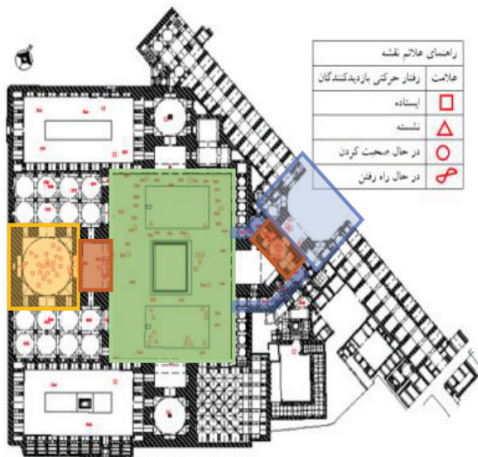 راهنمای علائم نقشه
علامت رفتار حرکتی بازدیدکنندگان
ایستاده
نشسته
در حال صحبت کردن
در حال راه رفتن